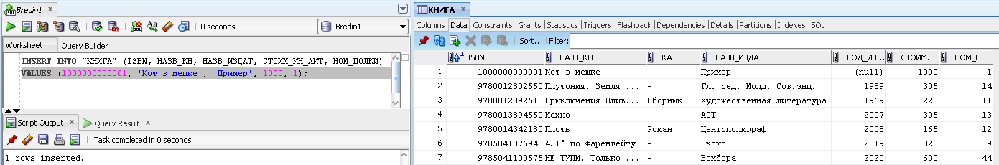 Bredin1
SQL
0 seconds
Bredin1
Worksheet
Query Builder
INSERT INTO "КНИГА" (ISBN, НАЗВ_КН, НАЗВ_ИЗДАТ, СТОИМ_КН_АКТ, НОМ_ПОЛКИ)
VALUES (1000000000001, 'Кот в мешке', 'Пример', 1000, 1);
Script Output
Query Result
Task completed in 0 seconds
1 rows inserted.
КНИГА
Columns Data Constraints Grants Statistics Triggers Flashback Dependencies Details Partitions Indexes SQL
Sort.. Filter:
ISBN НАЗВ_КН КАТ НАЗВ_ИЗДАТ ГОД_ИЗ... СТОИМ... НОМ_П...
1 1000000000001 Кот в мешке - Пример (null) 1000 1
2 9780012802550 Плутония. Земля ... - Гл. ред. Молд. Сов.энц. 1989 305 14
3 9780012892510 Приключения Олив... Сборник Художественная литература 1969 223 11
4 9780013894550 Махно - АСТ 2007 305 13
5 9780014342180 Плоть Роман Центрполиграф 2008 165 12
6 9785041076948 451° по Фаренгейту - Эксмо 2019 320 9
7 9785041100575 НЕ ТУПИ. Только ... - Бомбора 2020 600 44